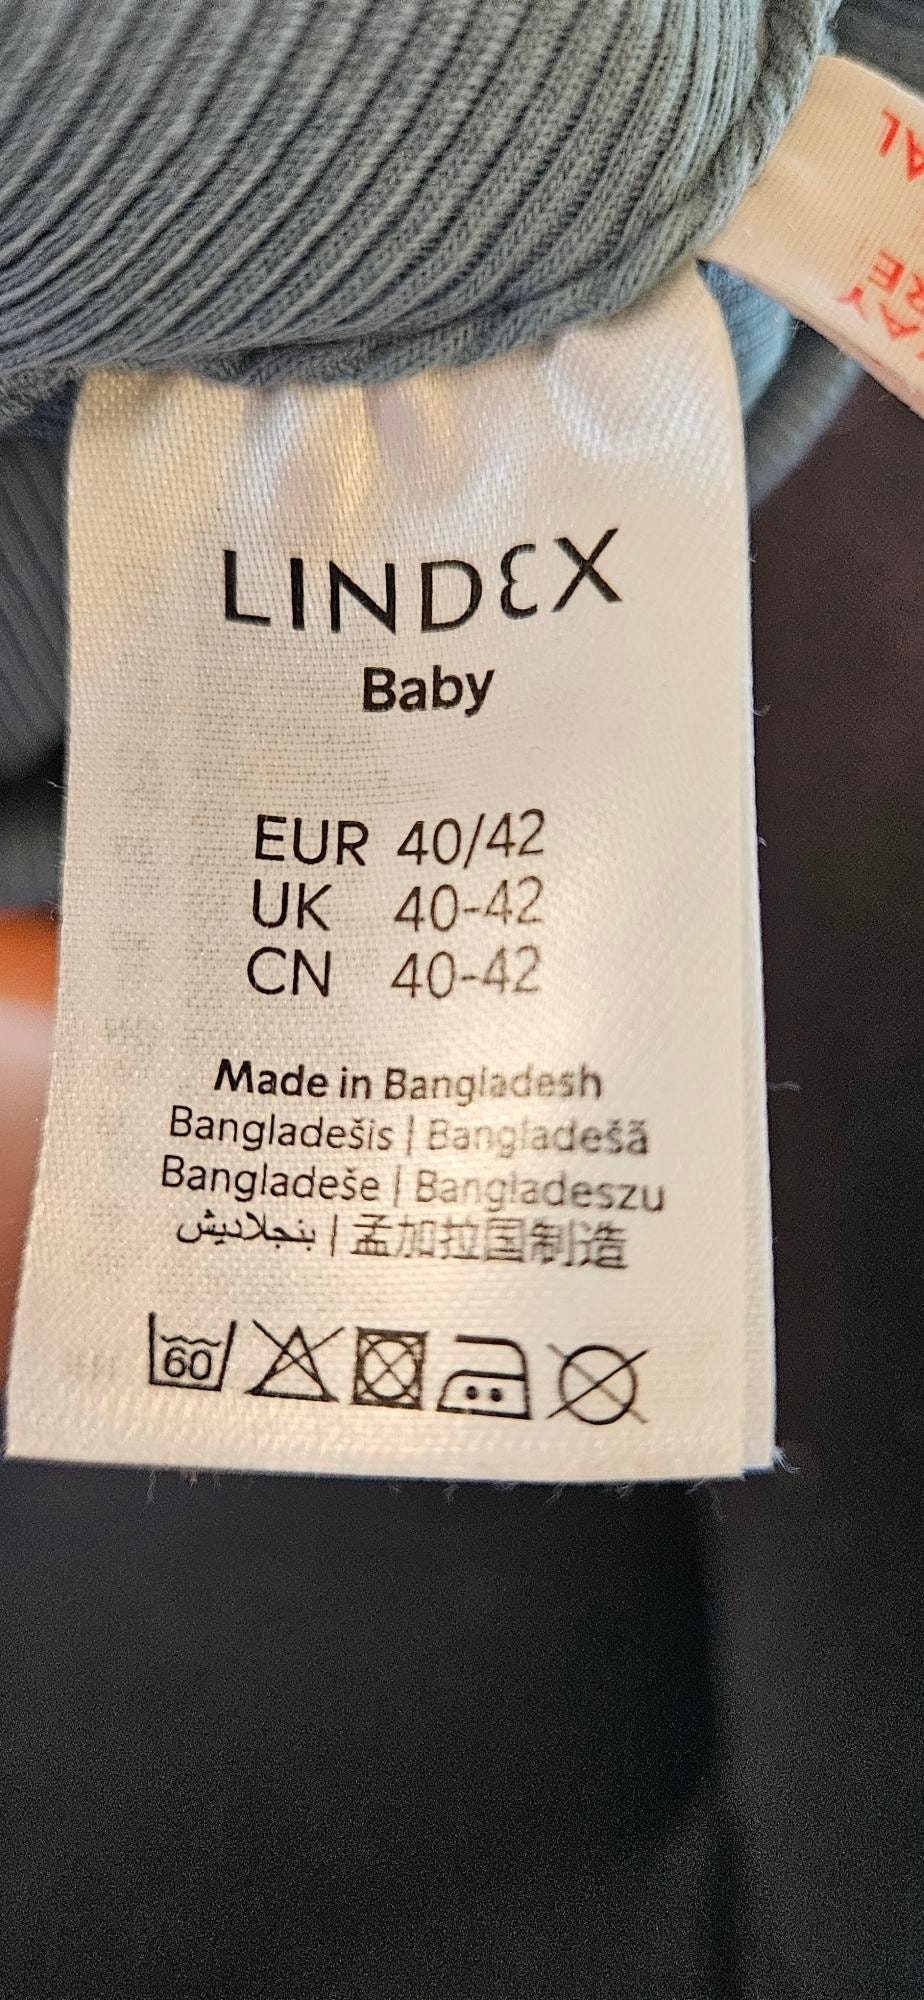 LINDEX
Baby
EUR 40/42
UK 40-42
CN 40-42
Made in Bangladesh
Bangladešis | Bangladešā
Bangladeše | Bangladeszu
بنجلاديش | 孟加拉国制造
60